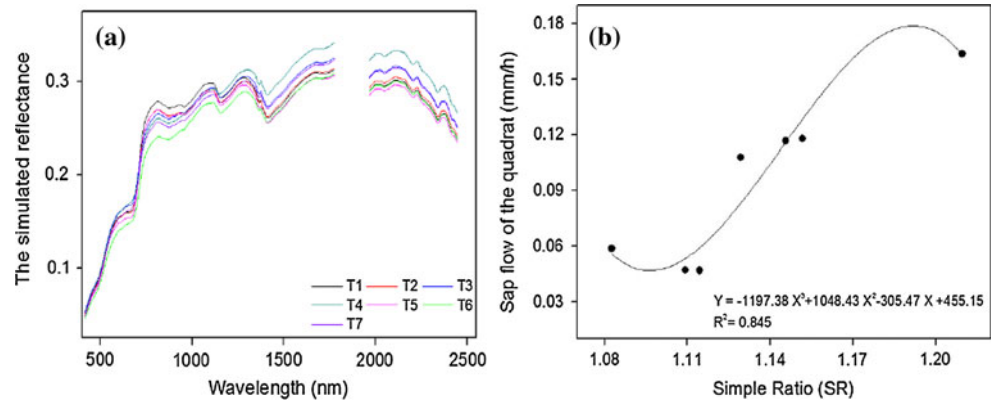 (a)
The simulated reflectance
0.3
0.2
0.1
T1 T2 T3
T4 T5 T6
T7
500 1000 1500 2000 2500
Wavelength (nm)
(b)
Sap flow of the quadrat (mm/h)
0.18
0.15
0.12
0.09
0.06
0.03
Y = -1197.38 X³+1048.43 X²-305.47 X +455.15
R²= 0.845
1.08 1.11 1.14 1.17 1.20
Simple Ratio (SR)